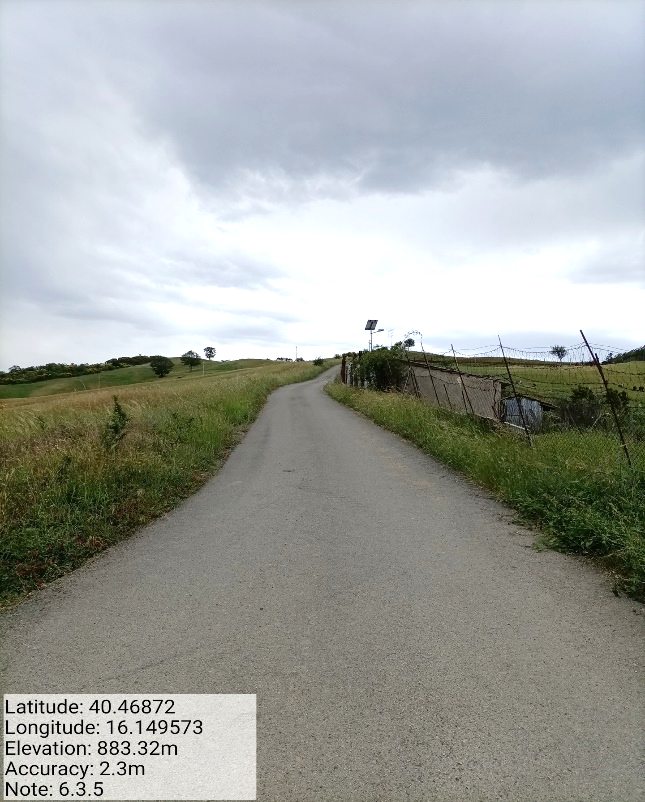 Latitude: 40.46872
Longitude: 16.149573
Elevation: 883.32m
Accuracy: 2.3m
Note: 6.3.5